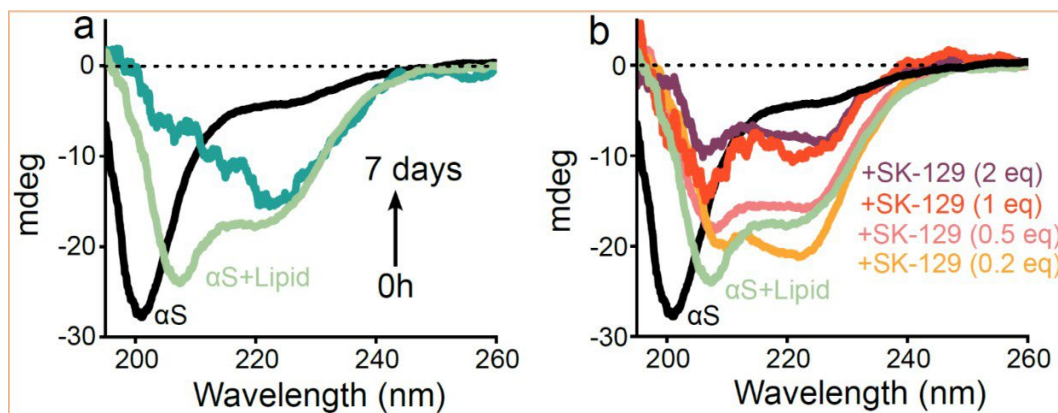 a
0
-10
-20
-30
mdeg
7 days
0h
αS+Lipid
αS
200 220 240 260
Wavelength (nm)
b
0
-10
-20
-30
mdeg
+SK-129 (2 eq)
+SK-129 (1 eq)
+SK-129 (0.5 eq)
+SK-129 (0.2 eq)
αS+Lipid
αS
200 220 240 260
Wavelength (nm)